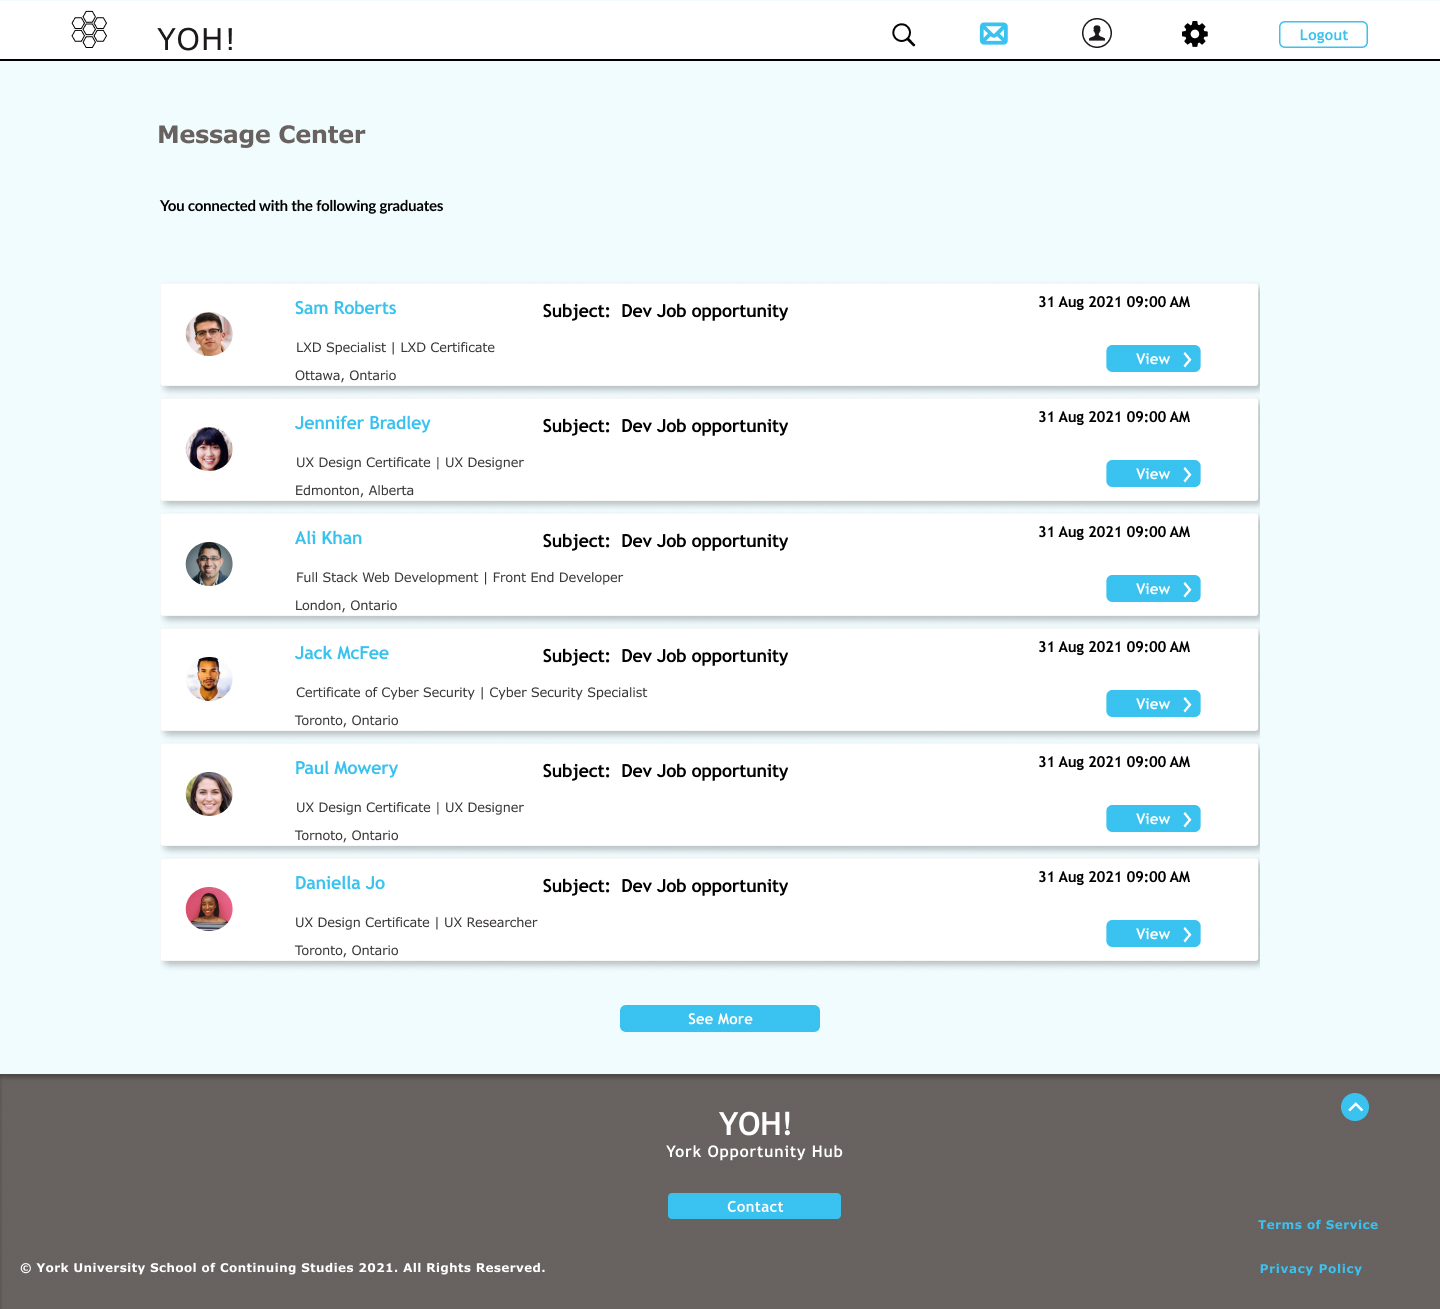 YOH!
Logout
Message Center
You connected with the following graduates
Sam Roberts
Subject: Dev Job opportunity
31 Aug 2021 09:00 AM
LXD Specialist | LXD Certificate
View
Ottawa, Ontario
Jennifer Bradley
Subject: Dev Job opportunity
31 Aug 2021 09:00 AM
UX Design Certificate | UX Designer
View
Edmonton, Alberta
Ali Khan
Subject: Dev Job opportunity
31 Aug 2021 09:00 AM
Full Stack Web Development | Front End Developer
View
London, Ontario
Jack McFee
Subject: Dev Job opportunity
31 Aug 2021 09:00 AM
Certificate of Cyber Security | Cyber Security Specialist
View
Toronto, Ontario
Paul Mowery
Subject: Dev Job opportunity
31 Aug 2021 09:00 AM
UX Design Certificate | UX Designer
View
Tornoto, Ontario
Daniella Jo
Subject: Dev Job opportunity
31 Aug 2021 09:00 AM
UX Design Certificate | UX Researcher
View
Toronto, Ontario
See More
YOH!
York Opportunity Hub
Contact
Terms of Service
© York University School of Continuing Studies 2021. All Rights Reserved.
Privacy Policy